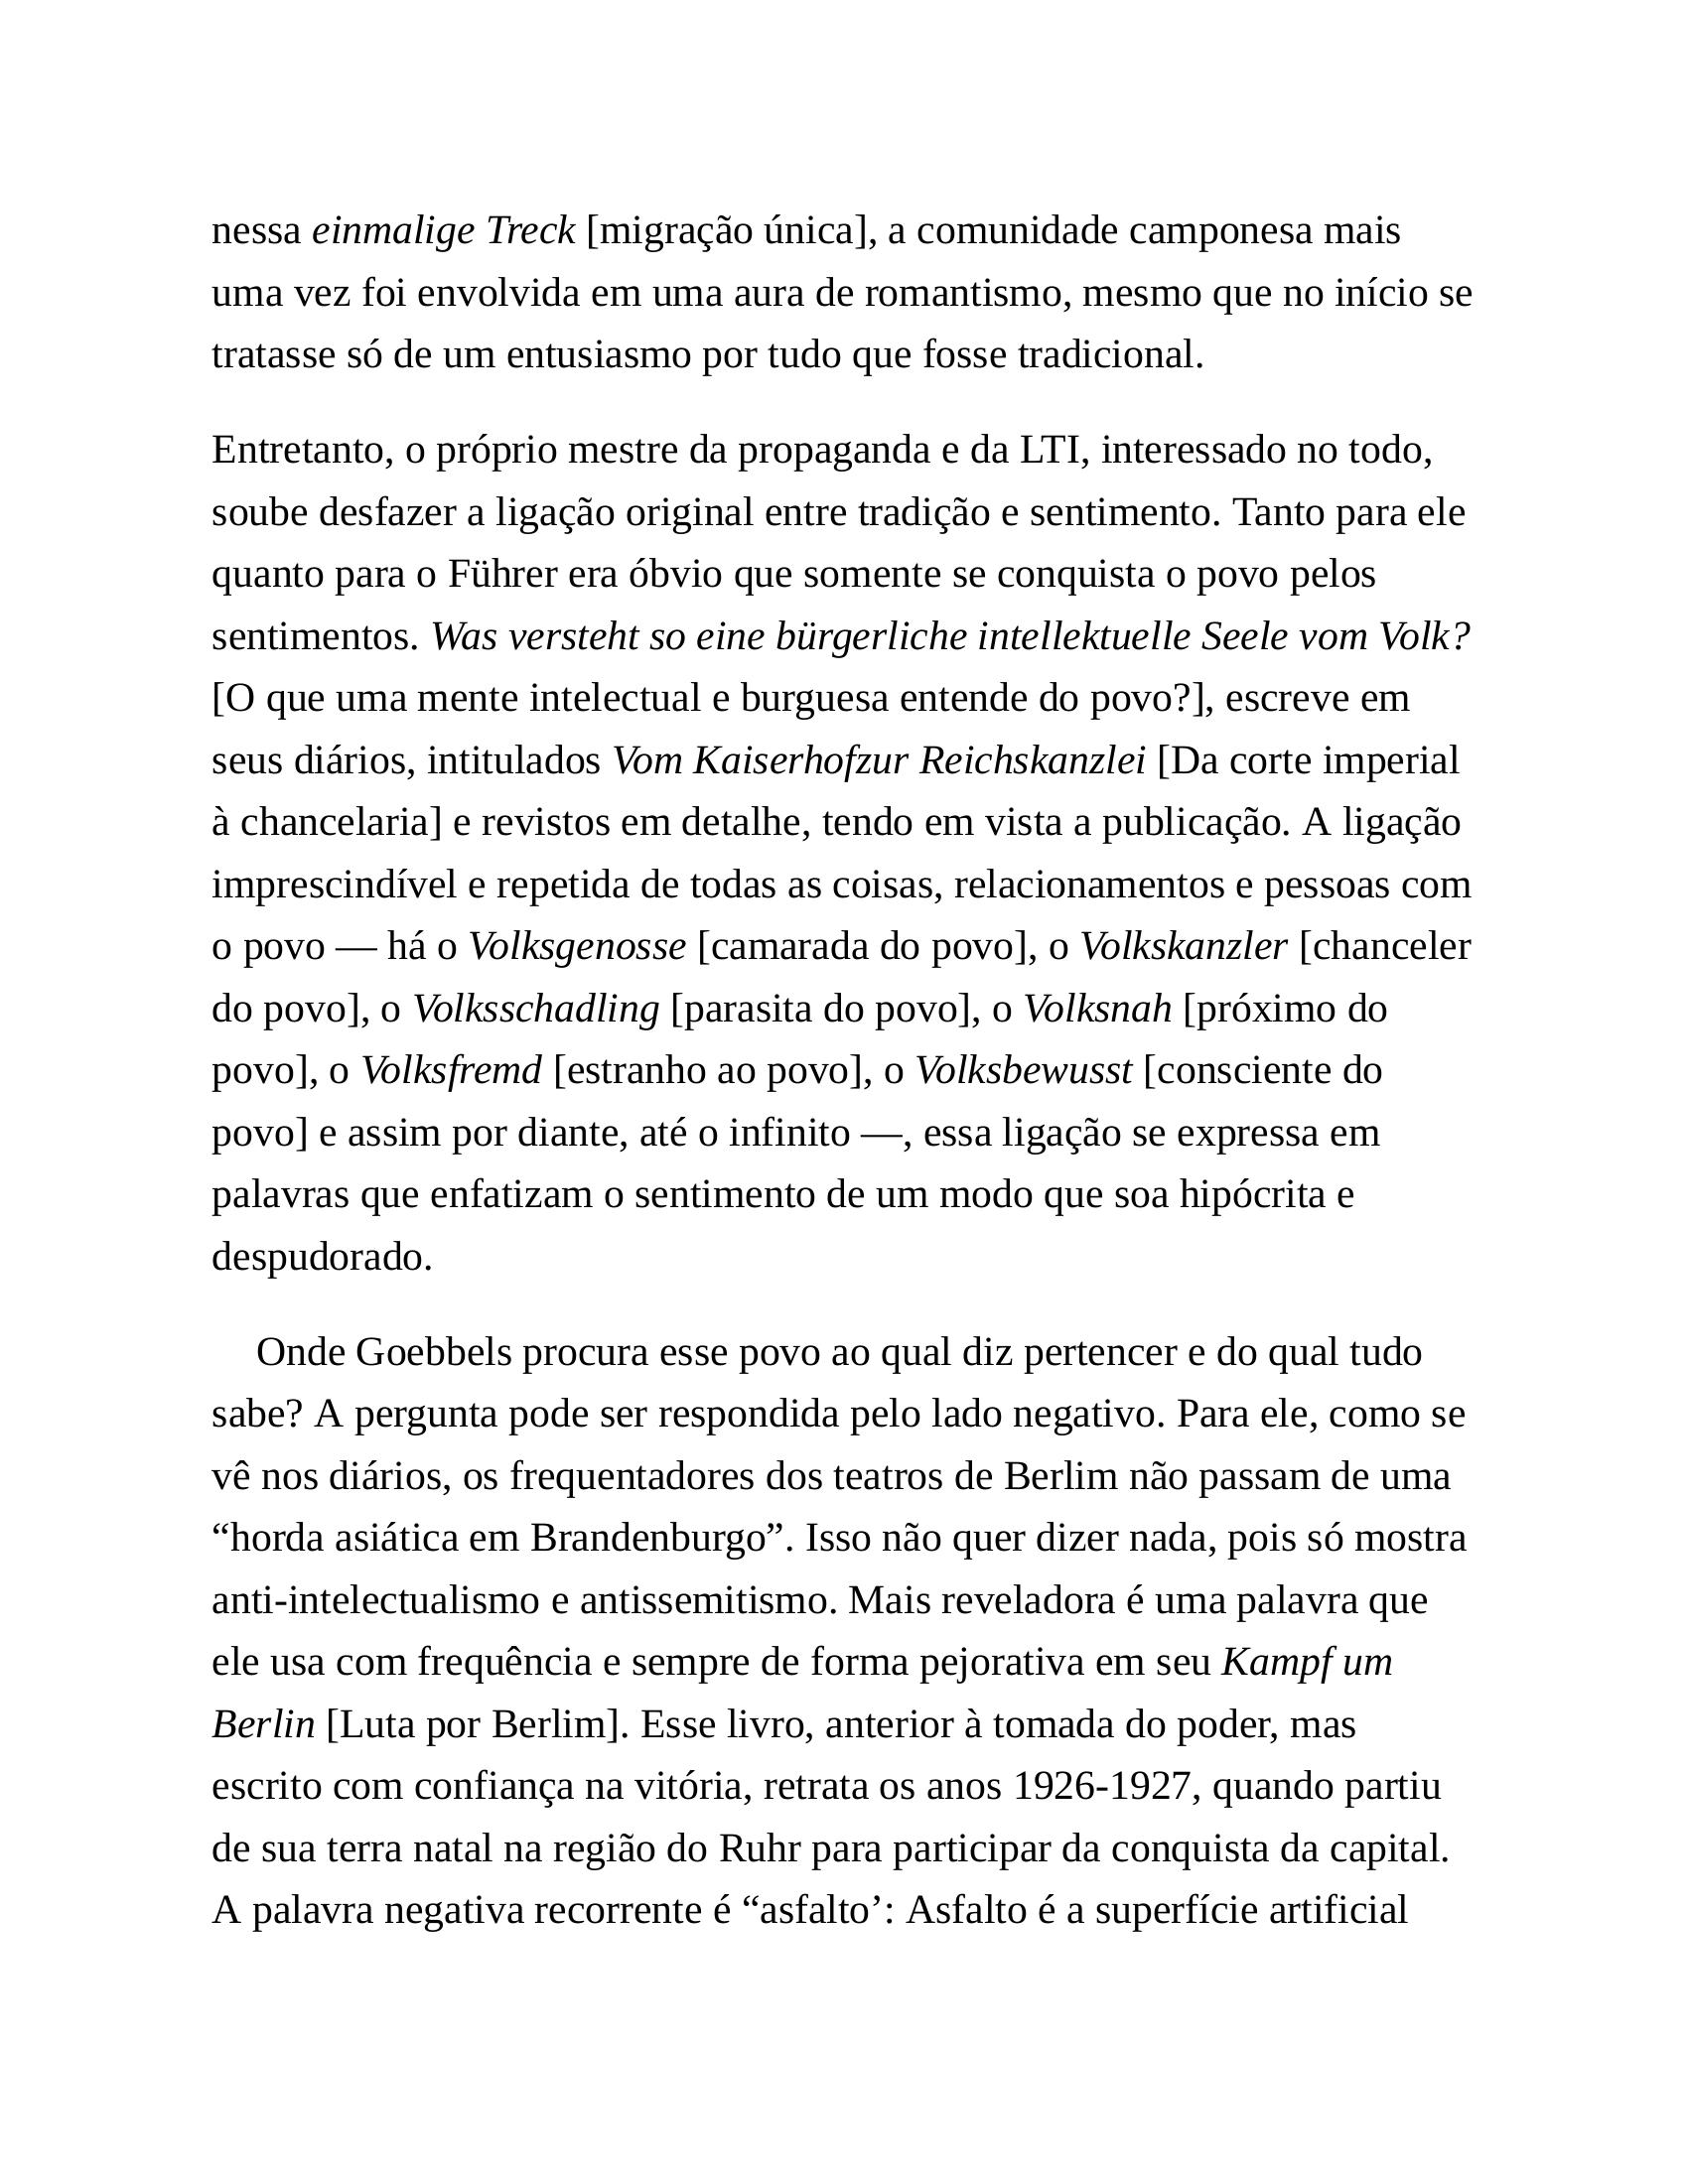 nessa einmalige Treck [migração única], a comunidade camponesa mais
uma vez foi envolvida em uma aura de romantismo, mesmo que no início se
tratasse só de um entusiasmo por tudo que fosse tradicional.
Entretanto, o próprio mestre da propaganda e da LTI, interessado no todo,
soube desfazer a ligação original entre tradição e sentimento. Tanto para ele
quanto para o Führer era óbvio que somente se conquista o povo pelos
sentimentos. Was versteht so eine bürgerliche intellektuelle Seele vom Volk?
[O que uma mente intelectual e burguesa entende do povo?], escreve em
seus diários, intitulados Vom Kaiserhofzur Reichskanzlei [Da corte imperial
à chancelaria] e revistos em detalhe, tendo em vista a publicação. A ligação
imprescindível e repetida de todas as coisas, relacionamentos e pessoas com
o povo — há o Volksgenosse [camarada do povo], o Volkskanzler [chanceler
do povo], o Volksschadling [parasita do povo], o Volksnah [próximo do
povo], o Volksfremd [estranho ao povo], o Volksbewusst [consciente do
povo] e assim por diante, até o infinito —, essa ligação se expressa em
palavras que enfatizam o sentimento de um modo que soa hipócrita e
despudorado.
Onde Goebbels procura esse povo ao qual diz pertencer e do qual tudo
sabe? A pergunta pode ser respondida pelo lado negativo. Para ele, como se
vê nos diários, os frequentadores dos teatros de Berlim não passam de uma
“horda asiática em Brandenburgo”. Isso não quer dizer nada, pois só mostra
anti-intelectualismo e antissemitismo. Mais reveladora é uma palavra que
ele usa com frequência e sempre de forma pejorativa em seu Kampf um
Berlin [Luta por Berlim]. Esse livro, anterior à tomada do poder, mas
escrito com confiança na vitória, retrata os anos 1926-1927, quando partiu
de sua terra natal na região do Ruhr para participar da conquista da capital.
A palavra negativa recorrente é “asfalto’: Asfalto é a superfície artificial